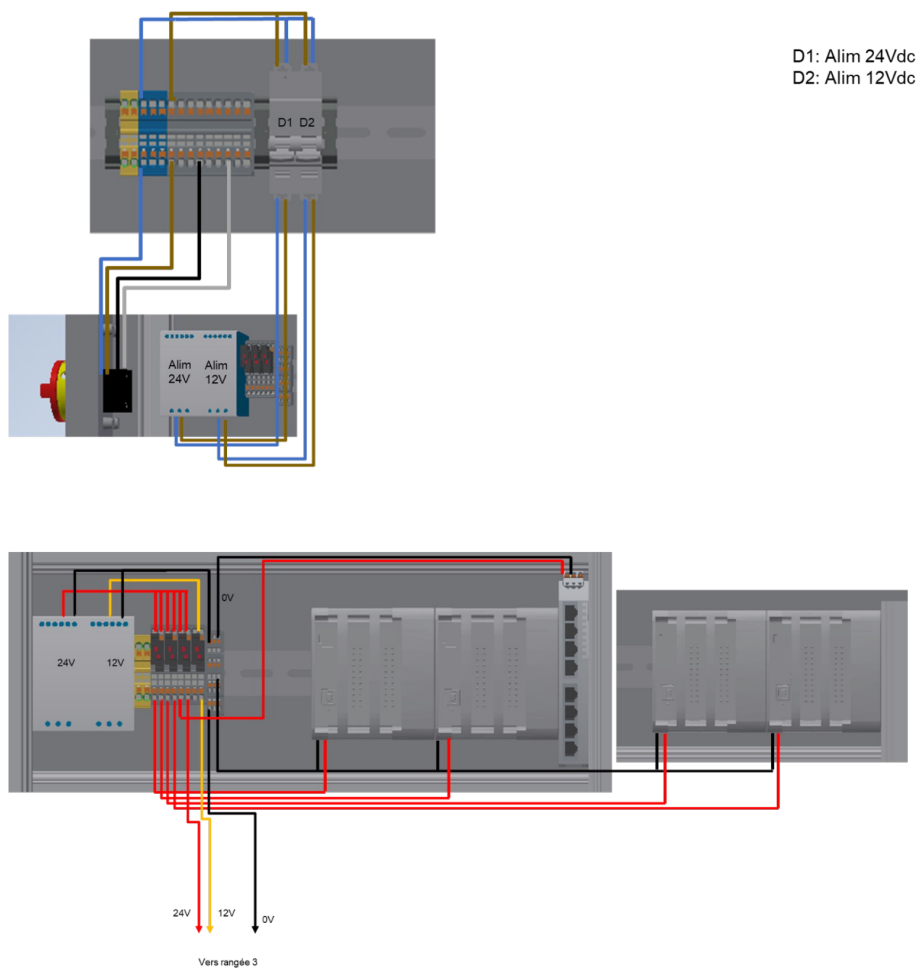 D1: Alim 24Vdc
D2: Alim 12Vdc
D1 D2
Alim
24V
Alim
12V
0V
24V
12V
24V
12V
0V
Vers rangée 3